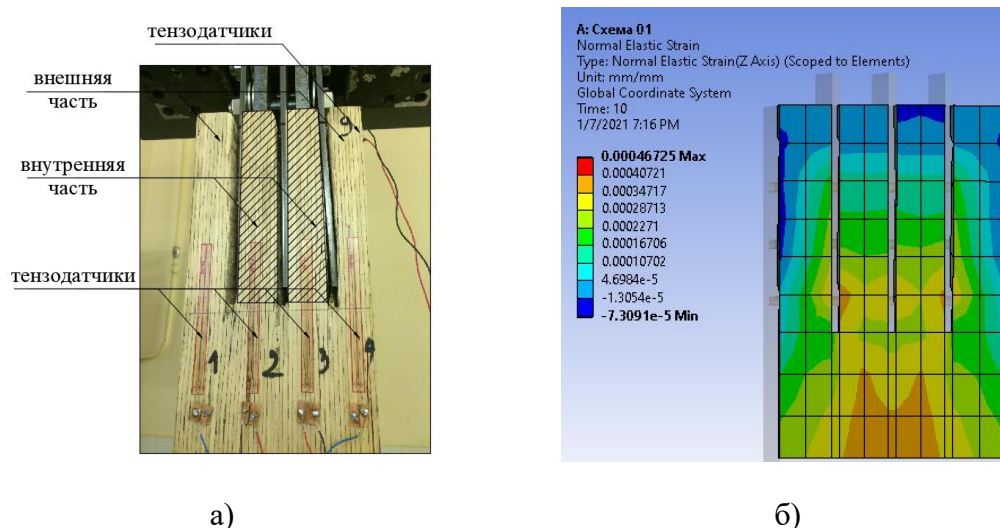 тензодатчики
внешняя
часть
внутренняя
часть
тензодатчики
9
1
2
3
4
А: Схема 01
Normal Elastic Strain
Type: Normal Elastic Strain(Z Axis) (Scoped to Elements)
Unit: mm/mm
Global Coordinate System
Time: 10
1/7/2021 7:16 PM
0.00046725 Max
0.00040721
0.00034717
0.00028713
0.0002271
0.00016706
0.00010702
4.6984e-5
-1.3054e-5
-7.3091e-5 Min
а)
б)